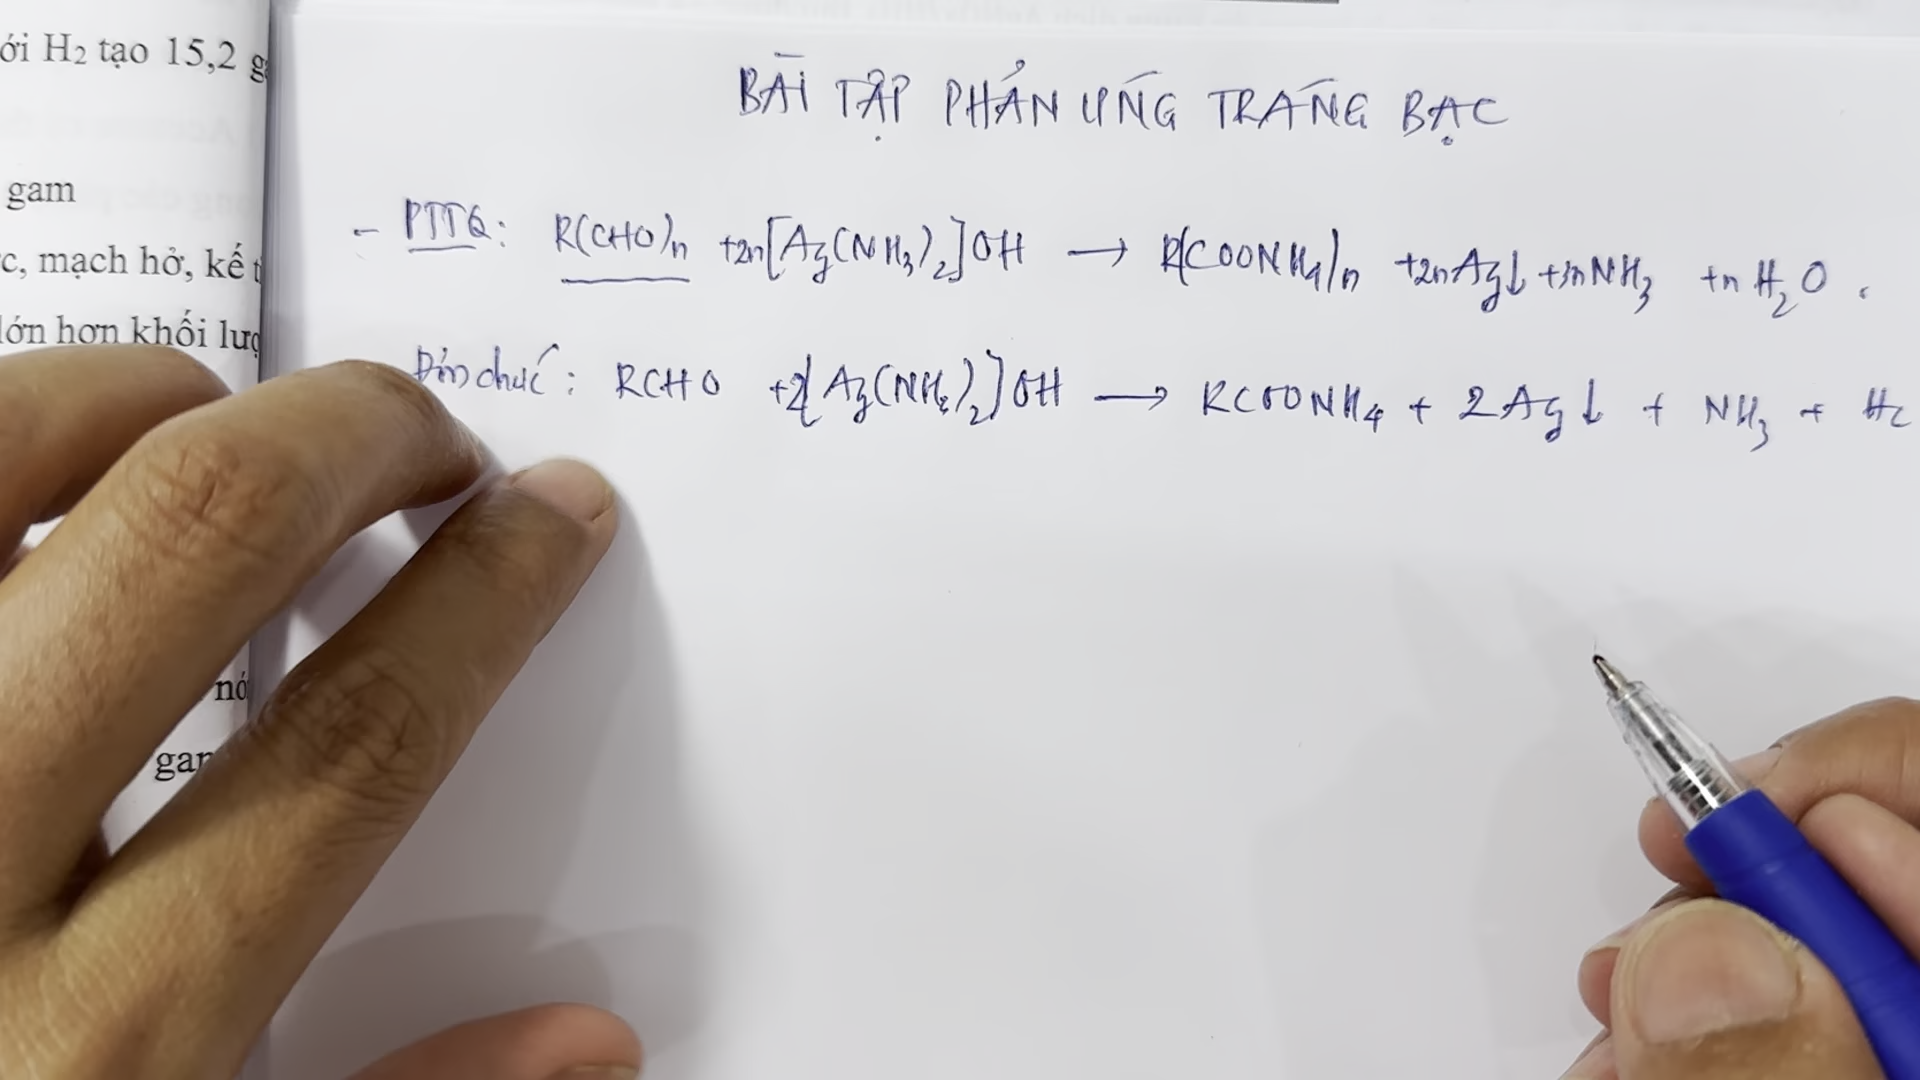 ới H₂ tạo 15,2 g
gam
c, mạch hở, kế t
lớn hơn khối lượ
nó
gam
BÀI TẬP PHẢN ỨNG TRÁNG BẠC
- PTTQ: R(CHO)n +2n[Ag(NH₃)₂]OH → R(COONH₄)n +2nAg↓ +3nNH₃ +nH₂O.
Đơn chức: RCHO +2[Ag(NH₃)₂]OH → RCOONH₄ + 2Ag↓ + NH₃ + H₂